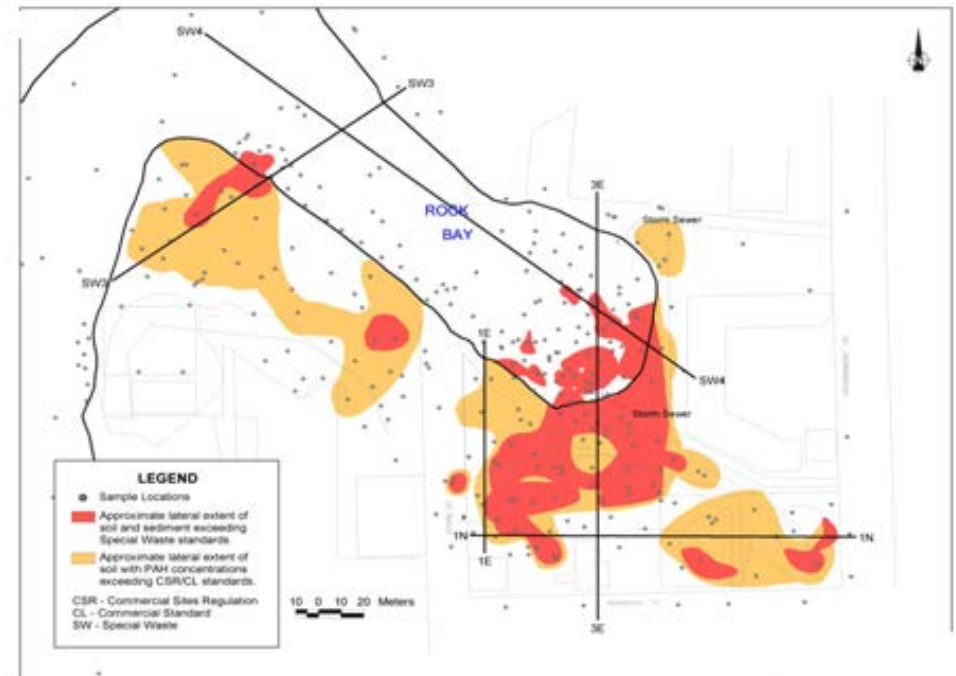 SW4
SW3
N
3E
Storm Sewer
ROCK
BAY
SW3
1E
SW4
Storm Sewer
LEGEND
Sample Locations
Approximate lateral extent of
soil and sediment exceeding
Special Waste standards.
Approximate lateral extent of
soil with PAH concentrations
exceeding CSR/CL standards.
CSR - Commercial Sites Regulation
CL - Commercial Standard
SW - Special Waste
1N
1N
1E
10 0 10 20 Meters
3E